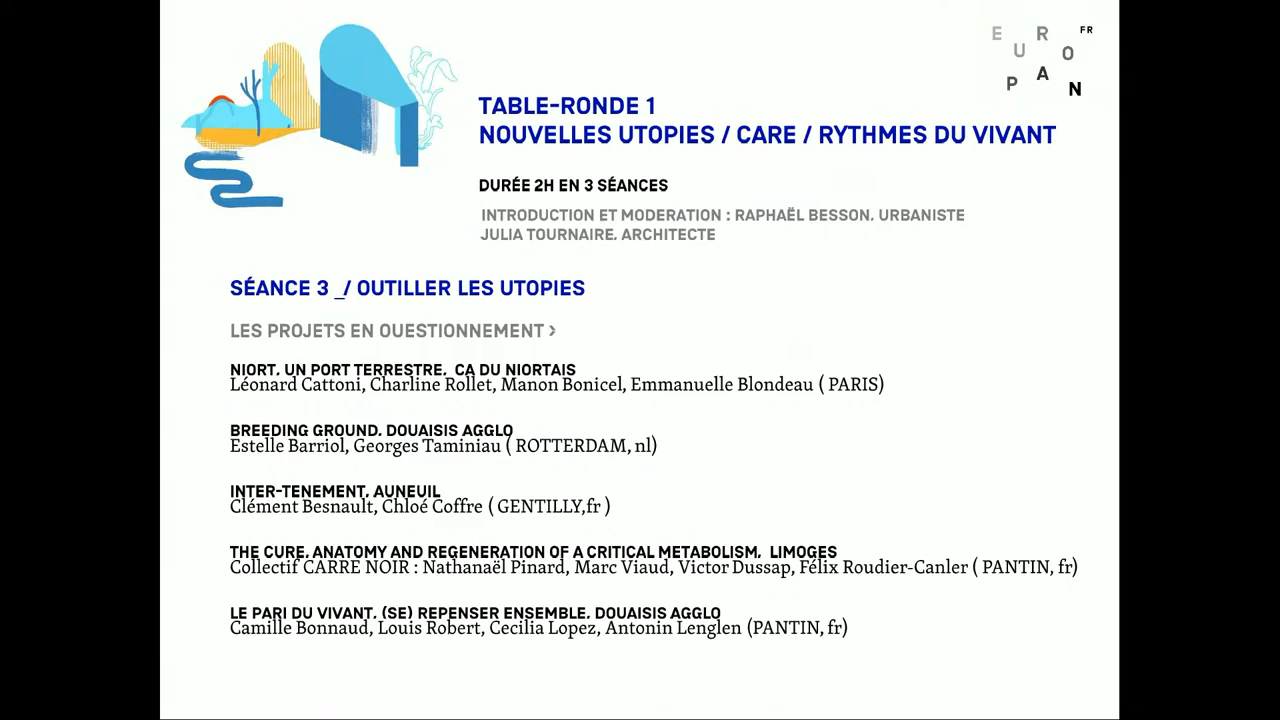 EUROPAN FR
TABLE-RONDE 1
NOUVELLES UTOPIES / CARE / RYTHMES DU VIVANT
DURÉE 2H EN 3 SÉANCES
INTRODUCTION ET MODERATION : RAPHAËL BESSON, URBANISTE
JULIA TOURNAIRE, ARCHITECTE
SÉANCE 3 _/ OUTILLER LES UTOPIES
LES PROJETS EN QUESTIONNEMENT >
NIORT, UN PORT TERRESTRE, CA DU NIORTAIS
Léonard Cattoni, Charline Rollet, Manon Bonicel, Emmanuelle Blondeau ( PARIS)
BREEDING GROUND, DOUAISIS AGGLO
Estelle Barriol, Georges Taminiau ( ROTTERDAM, nl)
INTER-TENEMENT, AUNEUIL
Clément Besnault, Chloé Coffre ( GENTILLY,fr )
THE CURE, ANATOMY AND REGENERATION OF A CRITICAL METABOLISM, LIMOGES
Collectif CARRE NOIR : Nathanaël Pinard, Marc Viaud, Victor Dussap, Félix Roudier-Canler ( PANTIN, fr)
LE PARI DU VIVANT, (SE) REPENSER ENSEMBLE, DOUAISIS AGGLO
Camille Bonnaud, Louis Robert, Cecilia Lopez, Antonin Lenglen (PANTIN, fr)